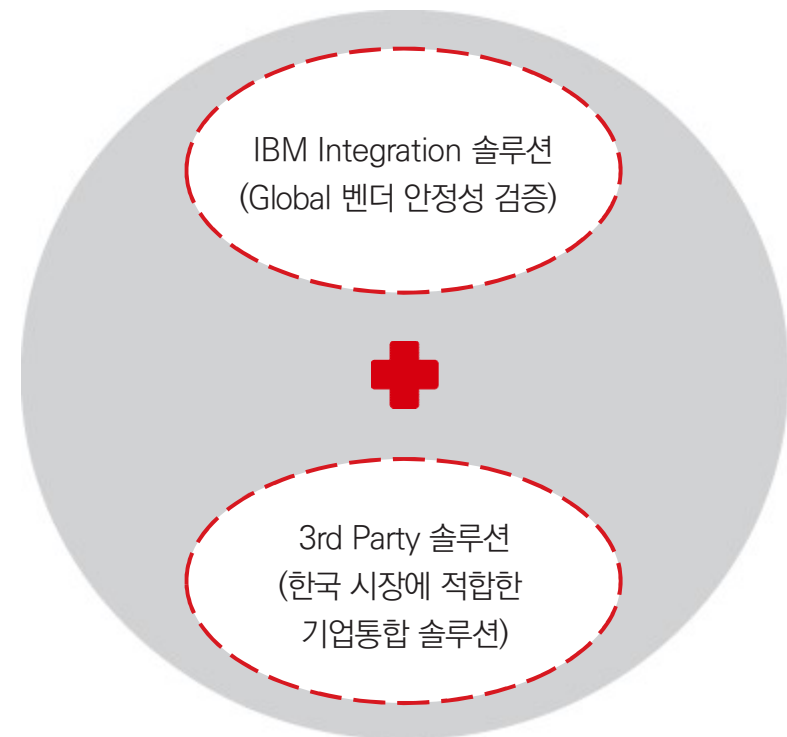 IBM Integration 솔루션
(Global 벤더 안정성 검증)
3rd Party 솔루션
(한국 시장에 적합한
기업통합 솔루션)